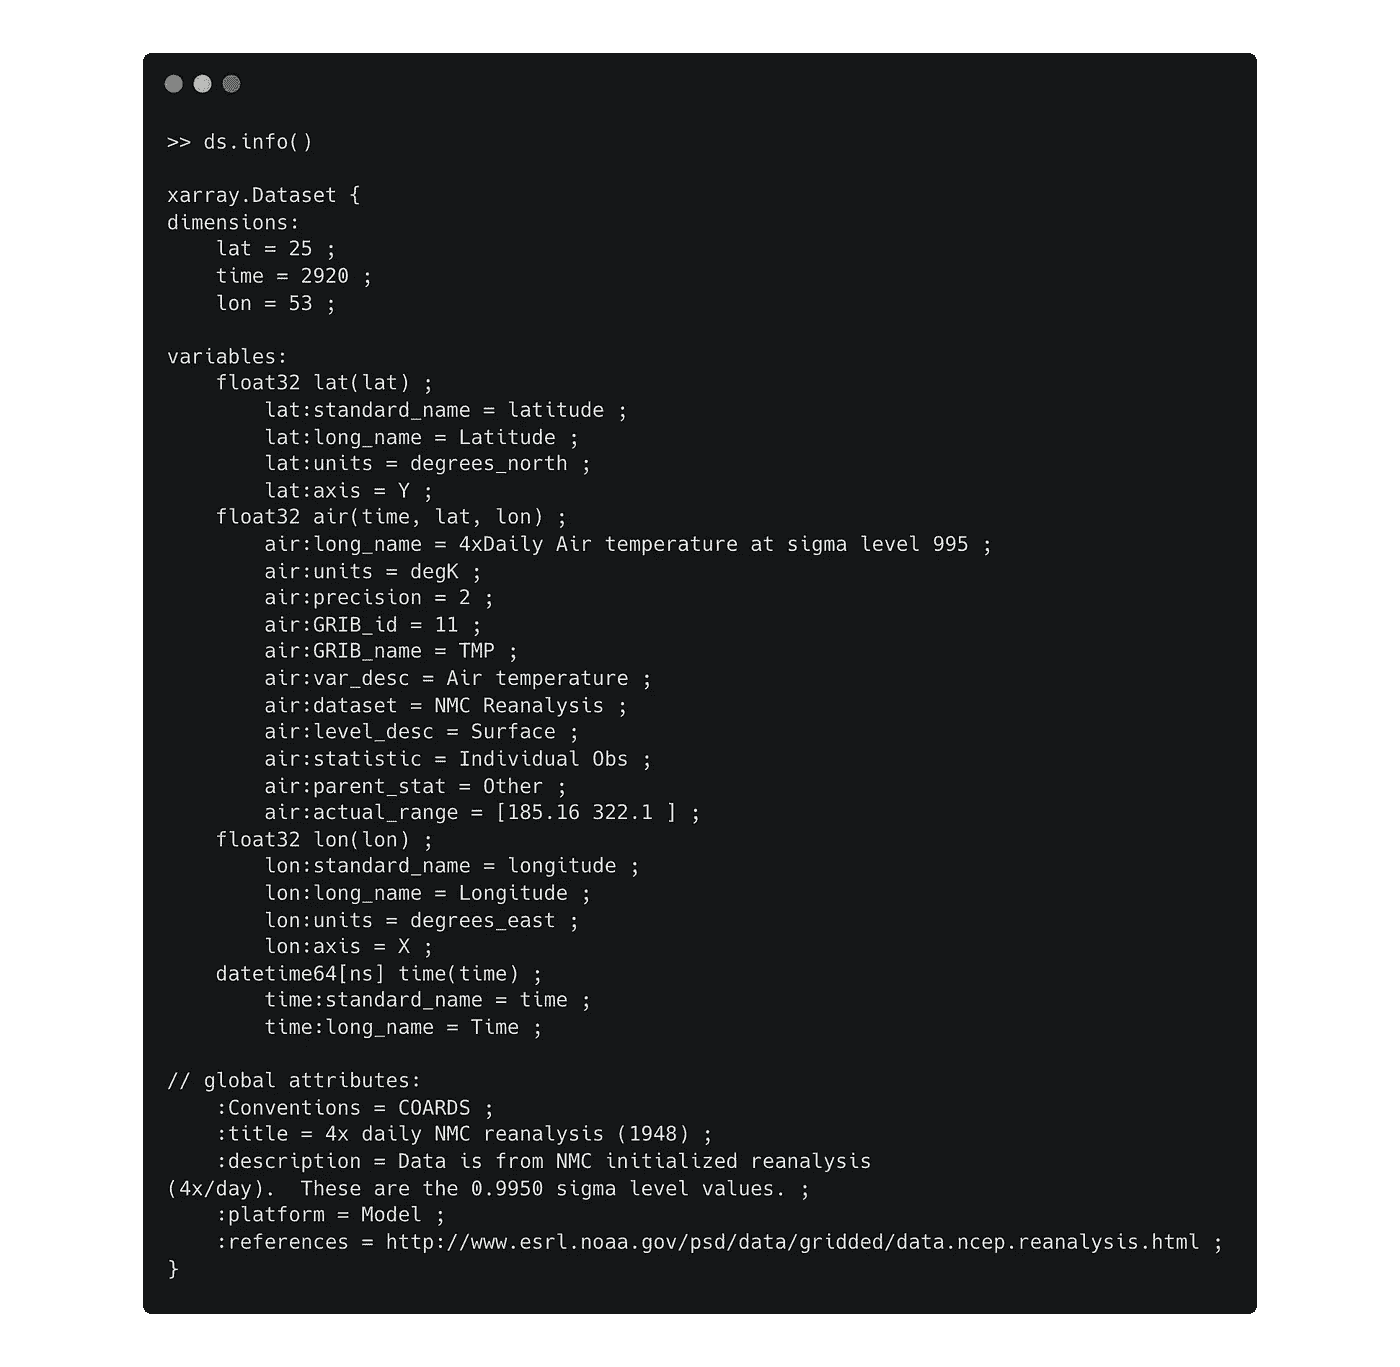 >> ds.info()

xarray.Dataset {
dimensions:
    lat = 25 ;
    time = 2920 ;
    lon = 53 ;

variables:
    float32 lat(lat) ;
        lat:standard_name = latitude ;
        lat:long_name = Latitude ;
        lat:units = degrees_north ;
        lat:axis = Y ;
    float32 air(time, lat, lon) ;
        air:long_name = 4xDaily Air temperature at sigma level 995 ;
        air:units = degK ;
        air:precision = 2 ;
        air:GRIB_id = 11 ;
        air:GRIB_name = TMP ;
        air:var_desc = Air temperature ;
        air:dataset = NMC Reanalysis ;
        air:level_desc = Surface ;
        air:statistic = Individual Obs ;
        air:parent_stat = Other ;
        air:actual_range = [185.16 322.1 ] ;
    float32 lon(lon) ;
        lon:standard_name = longitude ;
        lon:long_name = Longitude ;
        lon:units = degrees_east ;
        lon:axis = X ;
    datetime64[ns] time(time) ;
        time:standard_name = time ;
        time:long_name = Time ;

// global attributes:
    :Conventions = COARDS ;
    :title = 4x daily NMC reanalysis (1948) ;
    :description = Data is from NMC initialized reanalysis
(4x/day).  These are the 0.9950 sigma level values. ;
    :platform = Model ;
    :references = http://www.esrl.noaa.gov/psd/data/gridded/data.ncep.reanalysis.html ;
}